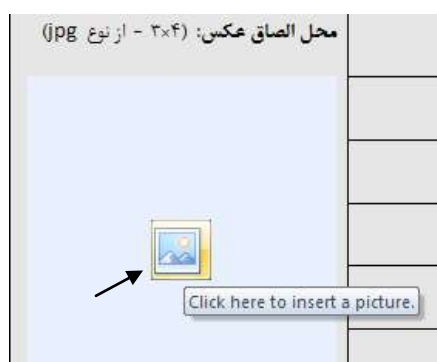 محل الصاق عکس: (۳×۴ - از نوع jpg)
Click here to insert a picture.